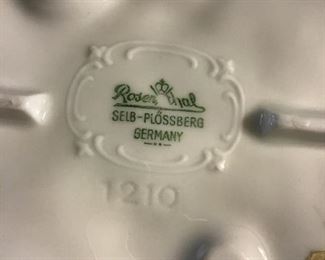 Rosenthal
SELB-PLÖSSBERG
GERMANY
1210